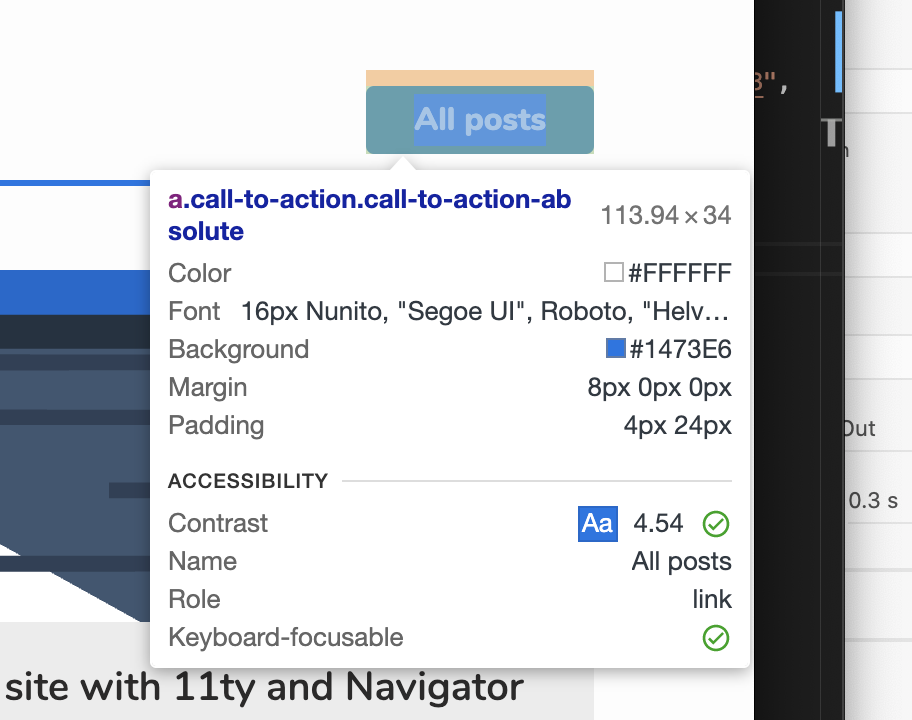 3",
T
All posts
a.call-to-action.call-to-action-ab
solute
113.94 × 34
Color #FFFFFF
Font 16px Nunito, "Segoe UI", Roboto, "Helv…
Background #1473E6
Margin 8px 0px 0px
Padding 4px 24px
ACCESSIBILITY
Contrast Aa 4.54
Name All posts
Role link
Keyboard-focusable
Out
0.3 s
site with 11ty and Navigator